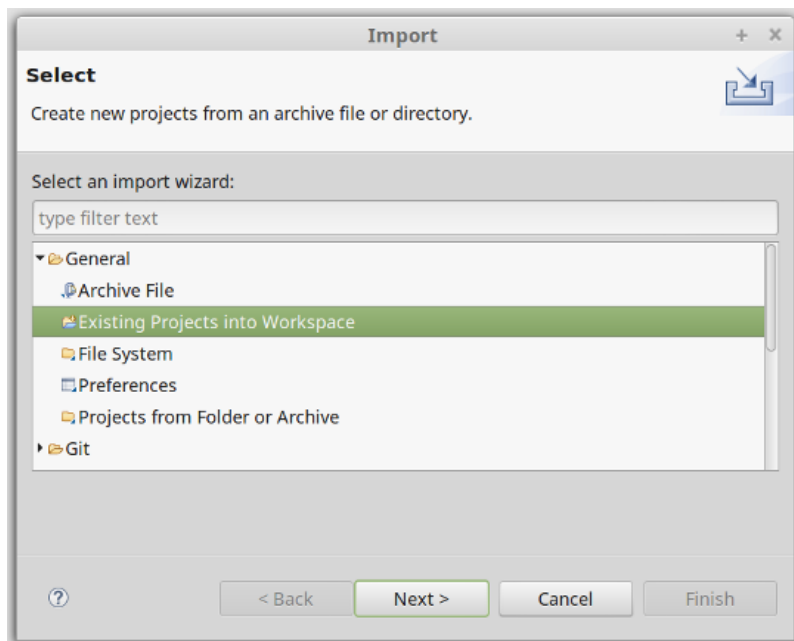 Import
Select
Create new projects from an archive file or directory.
Select an import wizard:
type filter text
General
Archive File
Existing Projects into Workspace
File System
Preferences
Projects from Folder or Archive
Git
< Back Next > Cancel Finish